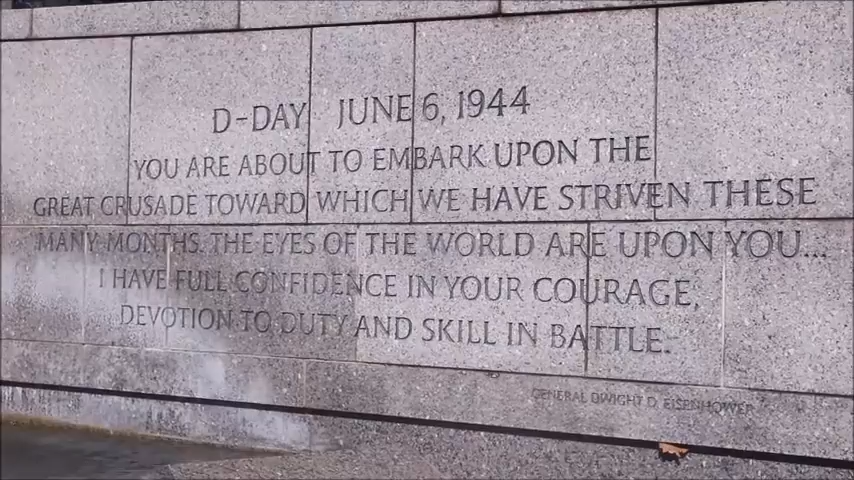 D-DAY JUNE 6, 1944
YOU ARE ABOUT TO EMBARK UPON THE
GREAT CRUSADE TOWARD WHICH WE HAVE STRIVEN THESE
MANY MONTHS. THE EYES OF THE WORLD ARE UPON YOU...
I HAVE FULL CONFIDENCE IN YOUR COURAGE,
DEVOTION TO DUTY AND SKILL IN BATTLE.
GENERAL DWIGHT D. EISENHOWER